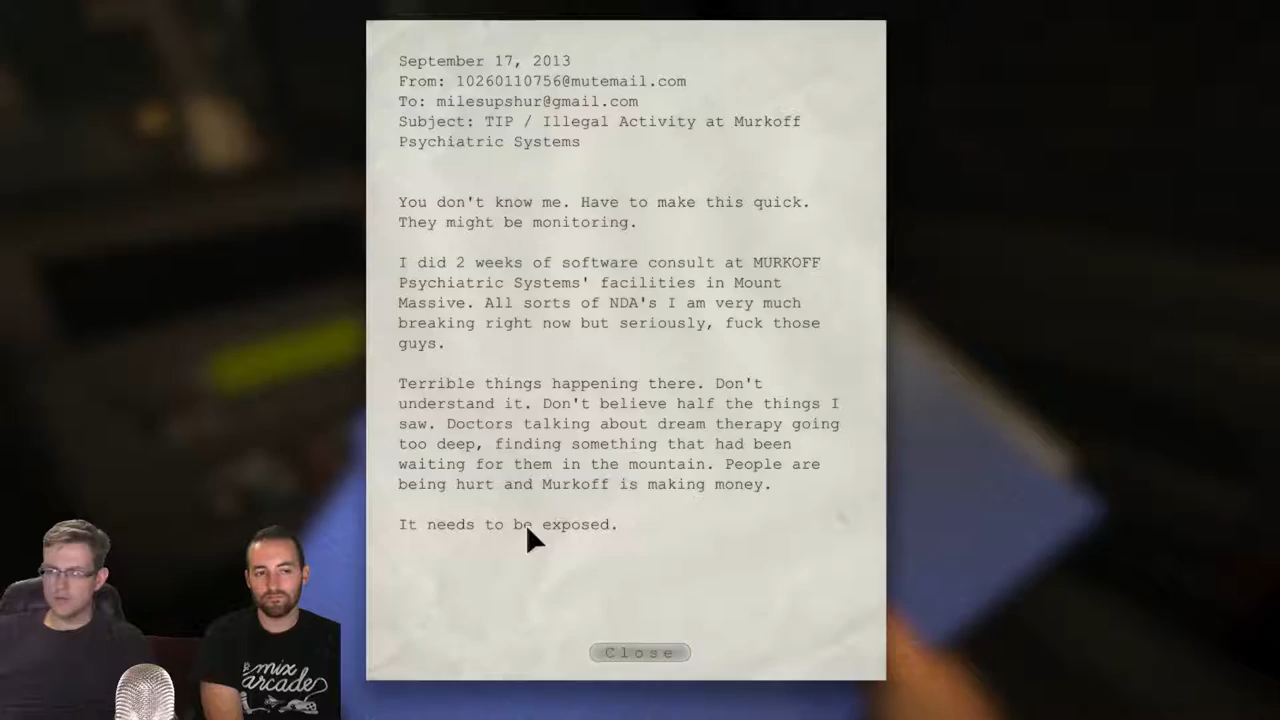 September 17, 2013
From: 10260110756@mutemail.com
To: milesupshur@gmail.com
Subject: TIP / Illegal Activity at Murkoff
Psychiatric Systems
You don't know me. Have to make this quick.
They might be monitoring.
I did 2 weeks of software consult at MURKOFF
Psychiatric Systems' facilities in Mount
Massive. All sorts of NDA's I am very much
breaking right now but seriously, fuck those
guys.
Terrible things happening there. Don't
understand it. Don't believe half the things I
saw. Doctors talking about dream therapy going
too deep, finding something that had been
waiting for them in the mountain. People are
being hurt and Murkoff is making money.
It needs to be exposed.
Close
mix
arcade